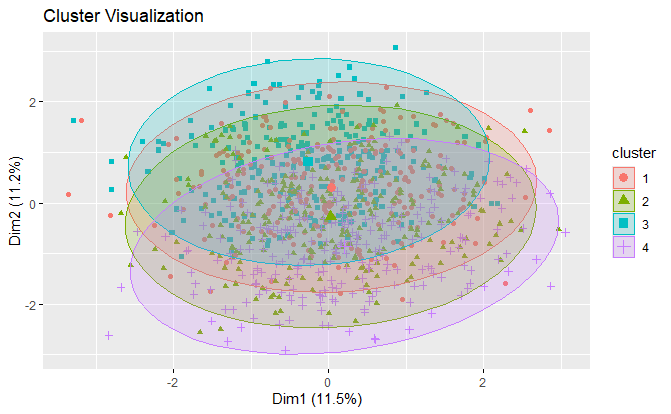 Cluster Visualization
Dim2 (11.2%)
2
0
-2
-2
0
2
Dim1 (11.5%)
cluster
1
2
3
4